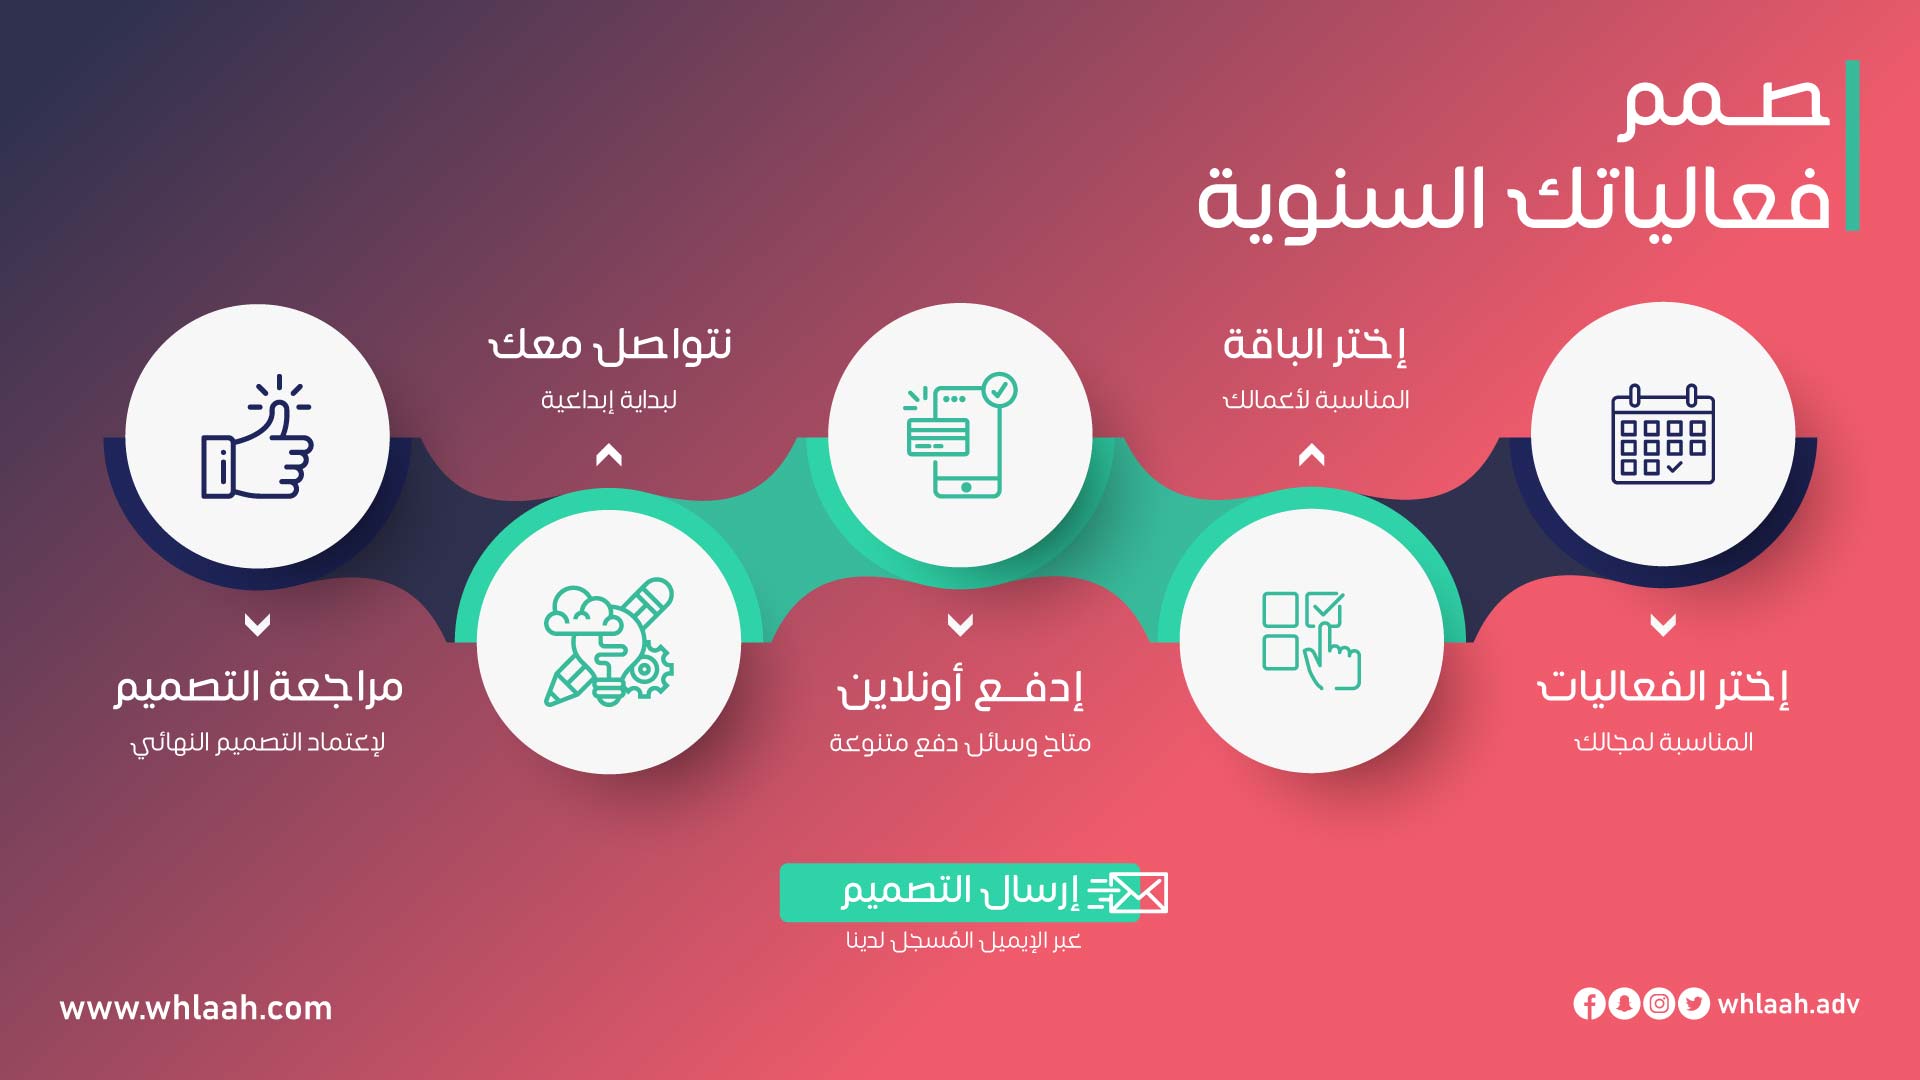 صـمم
فعالياتك السنوية
إختر الفعاليات
المناسبة لمجالك
إختر الباقة
المناسبة لأعمالك
إدفـع أونلاين
متاح وسائل دفع متنوعة
نتواصل معك
لبداية إبداعية
مراجعة التصميم
لإعتماد التصميم النهائي
إرسال التصميم
عبر الإيميل المُسجل لدينا
www.whlaah.com
whlaah.adv